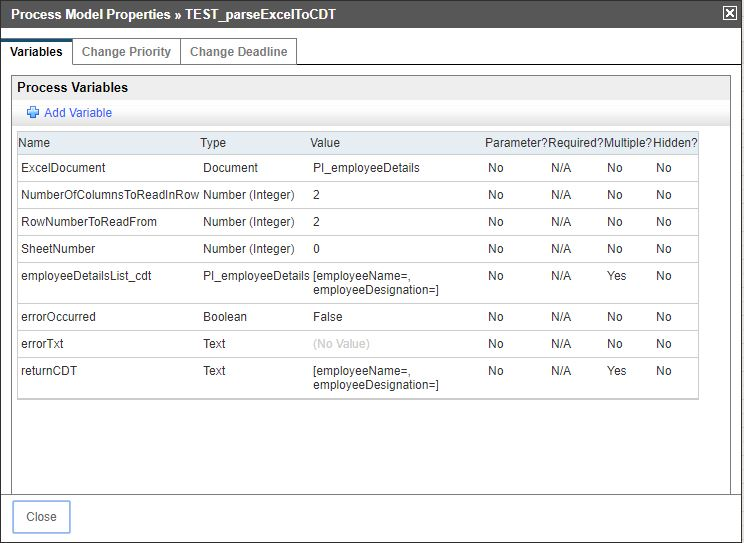 Process Model Properties » TEST_parseExcelToCDT
Variables Change Priority Change Deadline
Process Variables
Add Variable
Name Type Value Parameter? Required? Multiple? Hidden?
ExcelDocument Document PI_employeeDetails No N/A No No
NumberOfColumnsToReadInRow Number (Integer) 2 No N/A No No
RowNumberToReadFrom Number (Integer) 2 No N/A No No
SheetNumber Number (Integer) 0 No N/A No No
employeeDetailsList_cdt PI_employeeDetails [employeeName=, No N/A Yes No
employeeDesignation=]
errorOccurred Boolean False No N/A No No
errorTxt Text (No Value) No N/A No No
returnCDT Text [employeeName=, No N/A Yes No
employeeDesignation=]
Close